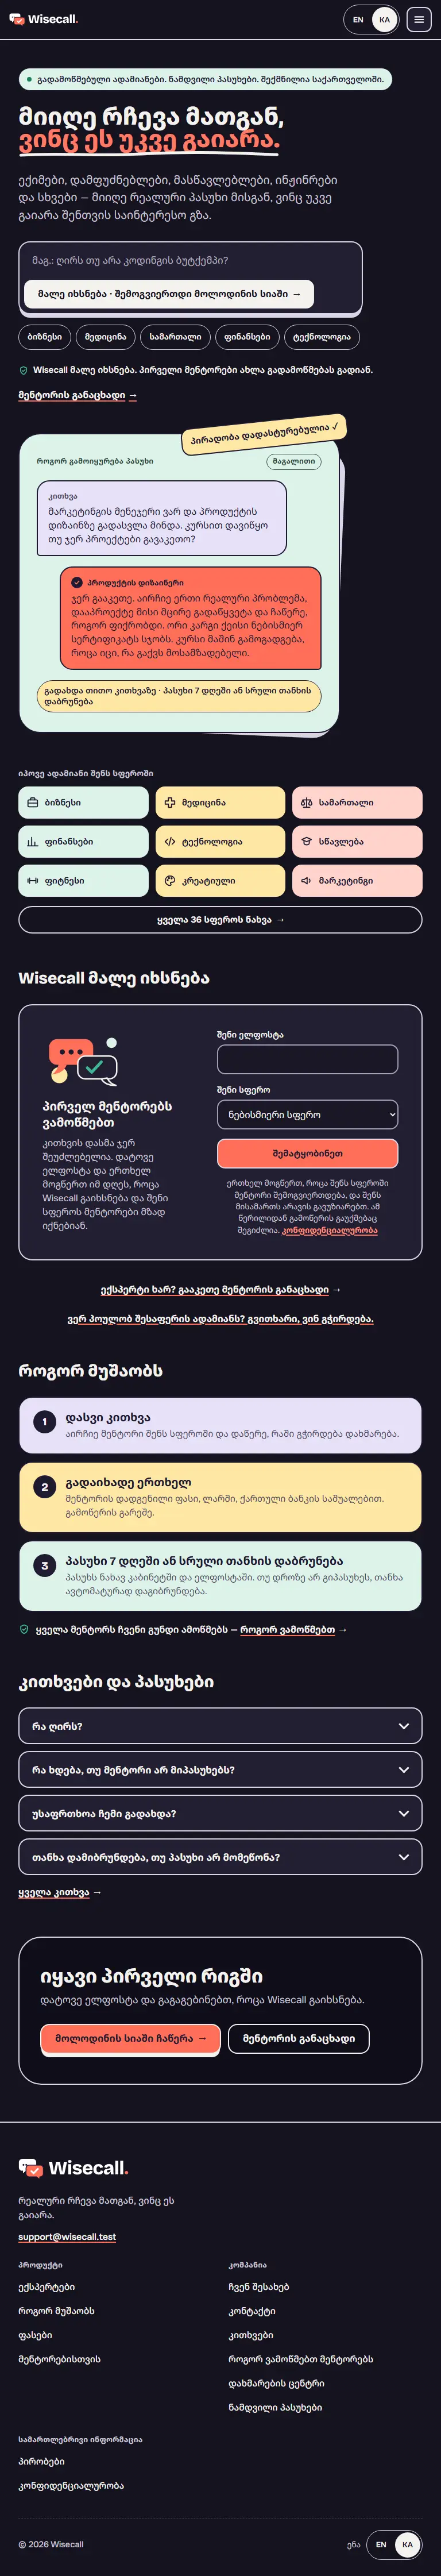 Wisecall.
EN KA
გადამოწმებული ადამიანები. ნამდვილი პასუხები. შექმნილია საქართველოში.
მიიღე რჩევა მათგან,
ვინც ეს უკვე გაიარა.
ექიმები, დამფუძნებლები, მასწავლებლები, ინჟინრები
და სხვები — მიიღე რეალური პასუხი მისგან, ვინც უკვე
გაიარა შენთვის საინტერესო გზა.
მაგ.: ღირს თუ არა კოდინგის ბუტქემპი?
მალე იხსნება · შემოგვიერთდი მოლოდინის სიაში →
ბიზნესი
მედიცინა
სამართალი
ფინანსები
ტექნოლოგია
Wisecall მალე იხსნება. პირველი მენტორები ახლა გადამოწმებას გადიან.
მენტორის განაცხადი →
პირადობა დადასტურებულია ✓
როგორ გამოიყურება პასუხი
მაგალითი
კითხვა
მარკეტინგის მენეჯერი ვარ და პროდუქტის
დიზაინზე გადასვლა მინდა. კურსით დავიწყო
თუ ჯერ პროექტები გავაკეთო?
პროდუქტის დიზაინერი
ჯერ გააკეთე. აირჩიე ერთი რეალური პრობლემა,
დააპროექტე მისი მცირე გადაწყვეტა და ჩაწერე,
როგორ ფიქრობდი. ორი კარგი ქეისი ნებისმიერ
სერტიფიკატს სჯობს. კურსი მაშინ გამოგადგება,
როცა იცი, რა გაქვს მოსამზადებელი.
გადახდა თითო კითხვაზე · პასუხი 7 დღეში ან სრული თანხის
დაბრუნება
იპოვე ადამიანი შენს სფეროში
ბიზნესი
მედიცინა
სამართალი
ფინანსები
ტექნოლოგია
სწავლება
ფიტნესი
კრეატიული
მარკეტინგი
ყველა 36 სფეროს ნახვა →
Wisecall მალე იხსნება
პირველ მენტორებს
ვამოწმებთ
კითხვის დასმა ჯერ
შეუძლებელია. დატოვე
ელფოსტა და ერთხელ
მოგწერთ იმ დღეს, როცა
Wisecall გაიხსნება და შენი
სფეროს მენტორები მზად
იქნებიან.
შენი ელფოსტა
შენი სფერო
ნებისმიერი სფერო
შემატყობინეთ
ერთხელ მოგწერთ, როცა შენს სფეროში
მენტორი შემოგვიერთდება, და შენს
მისამართს არავის გავუზიარებთ. ამ
წერილიდან გამოწერის გაუქმებაც
შეგიძლია. კონფიდენციალურობა
ექსპერტი ხარ? გააკეთე მენტორის განაცხადი →
ვერ პოულობ შესაფერის ადამიანს? გვითხარი, ვინ გჭირდება.
როგორ მუშაობს
1
დასვი კითხვა
აირჩიე მენტორი შენს სფეროში და დაწერე, რაში გჭირდება დახმარება.
2
გადაიხადე ერთხელ
მენტორის დადგენილი ფასი, ლარში, ქართული ბანკის საშუალებით.
გამოწერის გარეშე.
3
პასუხი 7 დღეში ან სრული თანხის დაბრუნება
პასუხს ნახავ კაბინეტში და ელფოსტაში. თუ დროზე არ გიპასუხეს, თანხა
ავტომატურად დაგიბრუნდება.
ყველა მენტორს ჩვენი გუნდი ამოწმებს — როგორ ვამოწმებთ →
კითხვები და პასუხები
რა ღირს?
რა ხდება, თუ მენტორი არ მიპასუხებს?
უსაფრთხოა ჩემი გადახდა?
თანხა დამიბრუნდება, თუ პასუხი არ მომეწონა?
ყველა კითხვა →
იყავი პირველი რიგში
დატოვე ელფოსტა და გაგაგებინებთ, როცა Wisecall გაიხსნება.
მოლოდინის სიაში ჩაწერა →
მენტორის განაცხადი
Wisecall.
რეალური რჩევა მათგან, ვინც ეს
გაიარა.
support@wisecall.test
პროდუქტი
ექსპერტები
როგორ მუშაობს
ფასები
მენტორებისთვის
კომპანია
ჩვენ შესახებ
კონტაქტი
კითხვები
როგორ ვამოწმებთ მენტორებს
დახმარების ცენტრი
ნამდვილი პასუხები
სამართლებრივი ინფორმაცია
პირობები
კონფიდენციალურობა
© 2026 Wisecall
ენა
EN KA